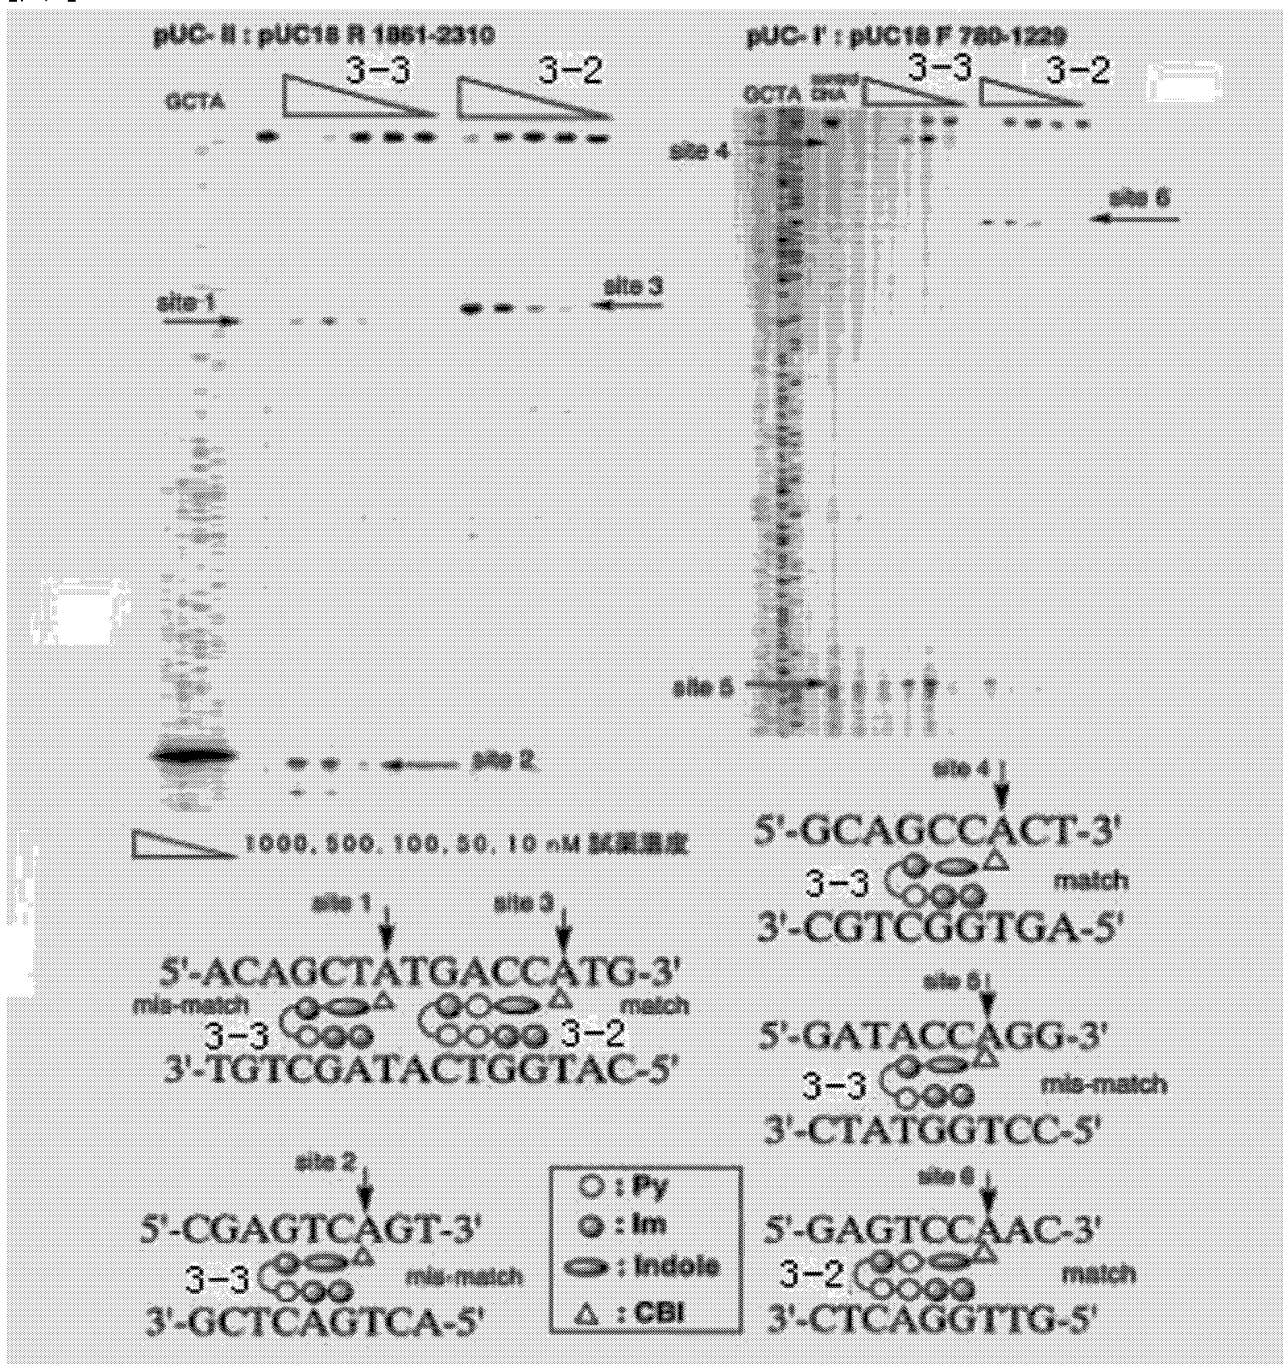 pUC- II : pUC18 R 1861-2310
3-3
3-2
GCTA
site 1
site 3
site 2
pUC- I' : pUC18 F 780-1229
3-3
3-2
GCTA
control
DNA
site 4
site 6
site 5
1000, 500, 100, 50, 10 nM 試薬濃度
site 1
site 3
5'-ACAGCTATGACCATG-3'
mis-match
match
3-3
3-2
3'-TGTCGATACTGGTAC-5'
site 2
5'-CGAGTCAGT-3'
3-3
mis-match
3'-GCTCAGTCA-5'
: Py
: Im
: Indole
: CBI
site 4
5'-GCAGCCACT-3'
3-3
match
3'-CGTCGGTGA-5'
site 5
5'-GATACCAGG-3'
3-3
mis-match
3'-CTATGGTCC-5'
site 6
5'-GAGTCCAAC-3'
3-2
match
3'-CTCAGGTTG-5'